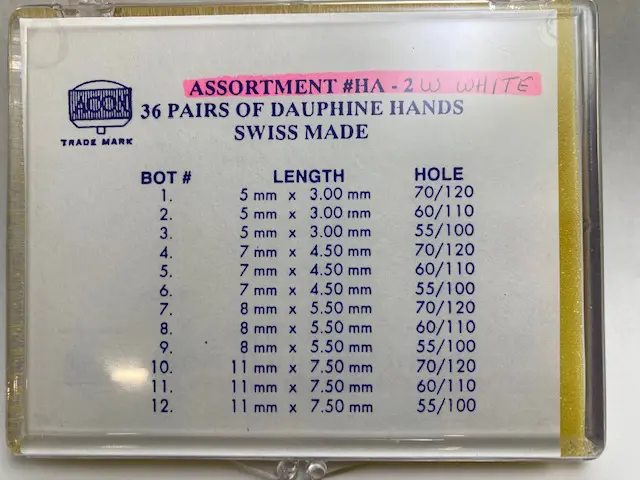 ACON
TRADE MARK
ASSORTMENT #HA - 2 W WHITE
36 PAIRS OF DAUPHINE HANDS
SWISS MADE
BOT # LENGTH HOLE
1. 5 mm x 3.00 mm 70/120
2. 5 mm x 3.00 mm 60/110
3. 5 mm x 3.00 mm 55/100
4. 7 mm x 4.50 mm 70/120
5. 7 mm x 4.50 mm 60/110
6. 7 mm x 4.50 mm 55/100
7. 8 mm x 5.50 mm 70/120
8. 8 mm x 5.50 mm 60/110
9. 8 mm x 5.50 mm 55/100
10. 11 mm x 7.50 mm 70/120
11. 11 mm x 7.50 mm 60/110
12. 11 mm x 7.50 mm 55/100